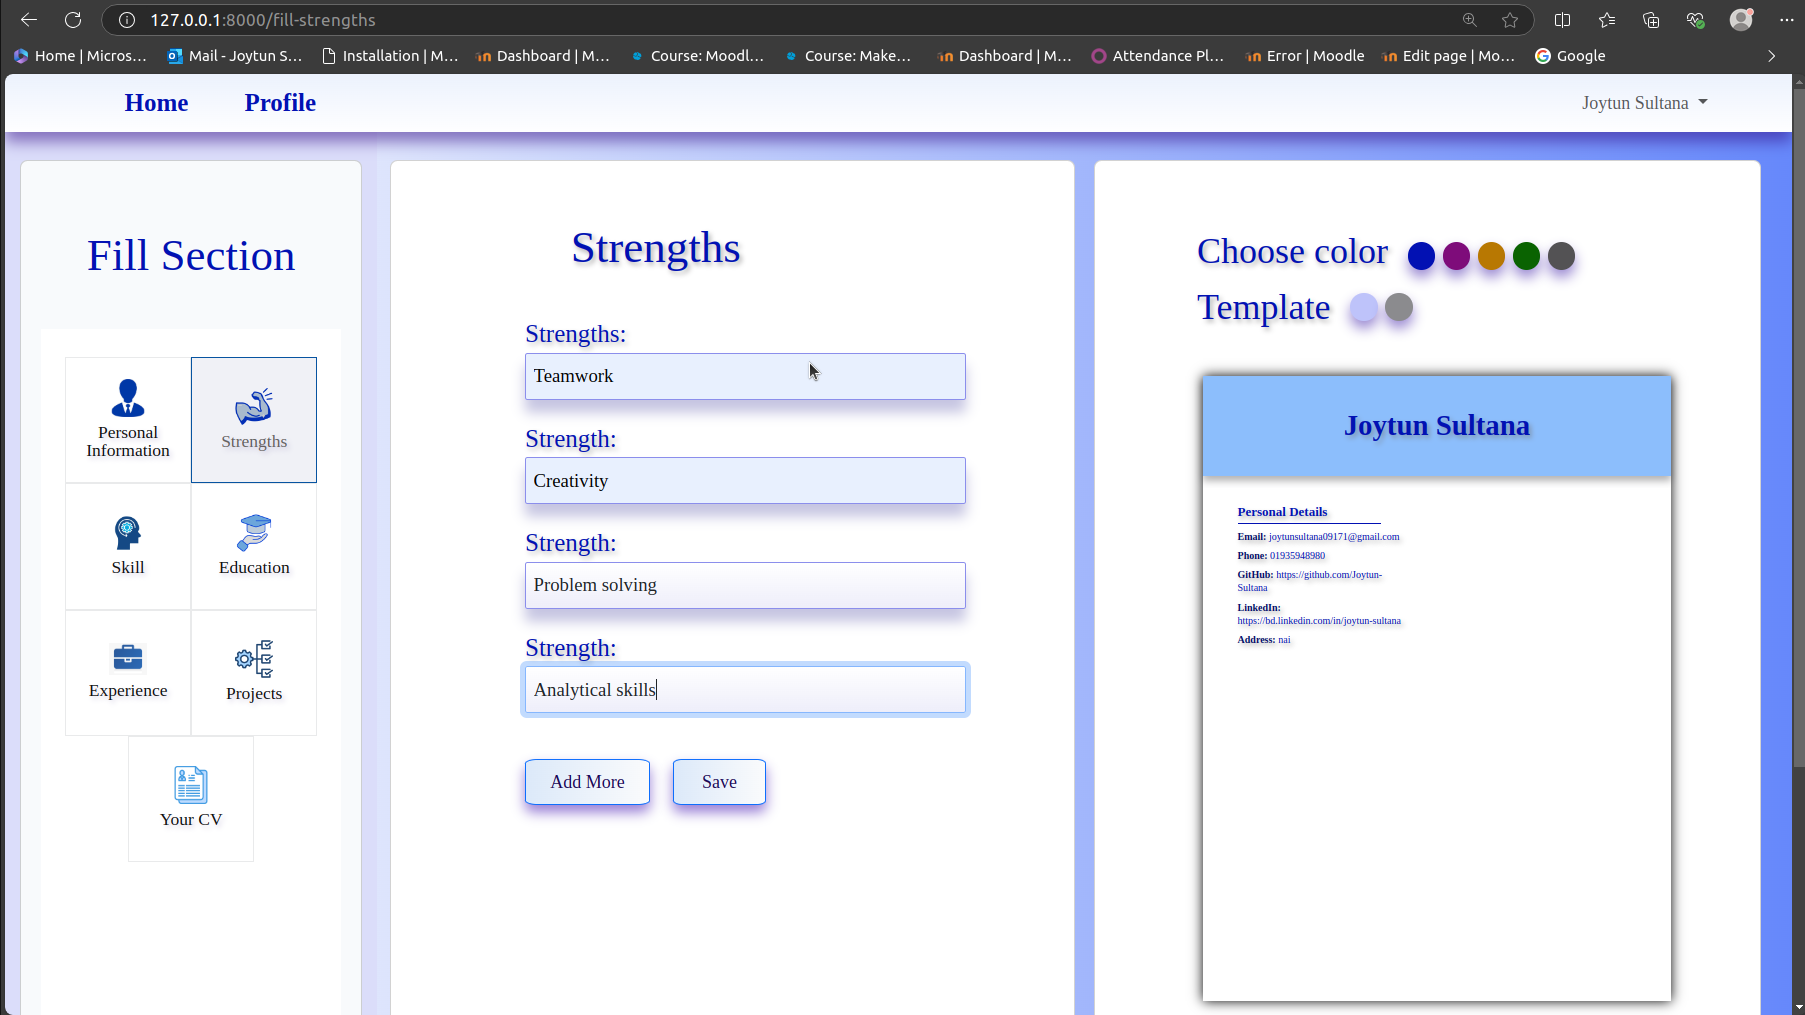 127.0.0.1:8000/fill-strengths
Home | Micros...
Mail - Joytun S...
Installation | M...
Dashboard | M...
Course: Moodl...
Course: Make...
Dashboard | M...
Attendance Pl...
Error | Moodle
Edit page | Mo...
Google
Home
Profile
Joytun Sultana
Fill Section
Personal
Information
Strengths
Skill
Education
Experience
Projects
Your CV
Strengths
Strengths:
Teamwork
Strength:
Creativity
Strength:
Problem solving
Strength:
Analytical skills
Add More
Save
Choose color
Template
Joytun Sultana
Personal Details
Email: joytunsultana09171@gmail.com
Phone: 01935948980
GitHub: https://github.com/Joytun-
Sultana
LinkedIn:
https://bd.linkedin.com/in/joytun-sultana
Address: nai